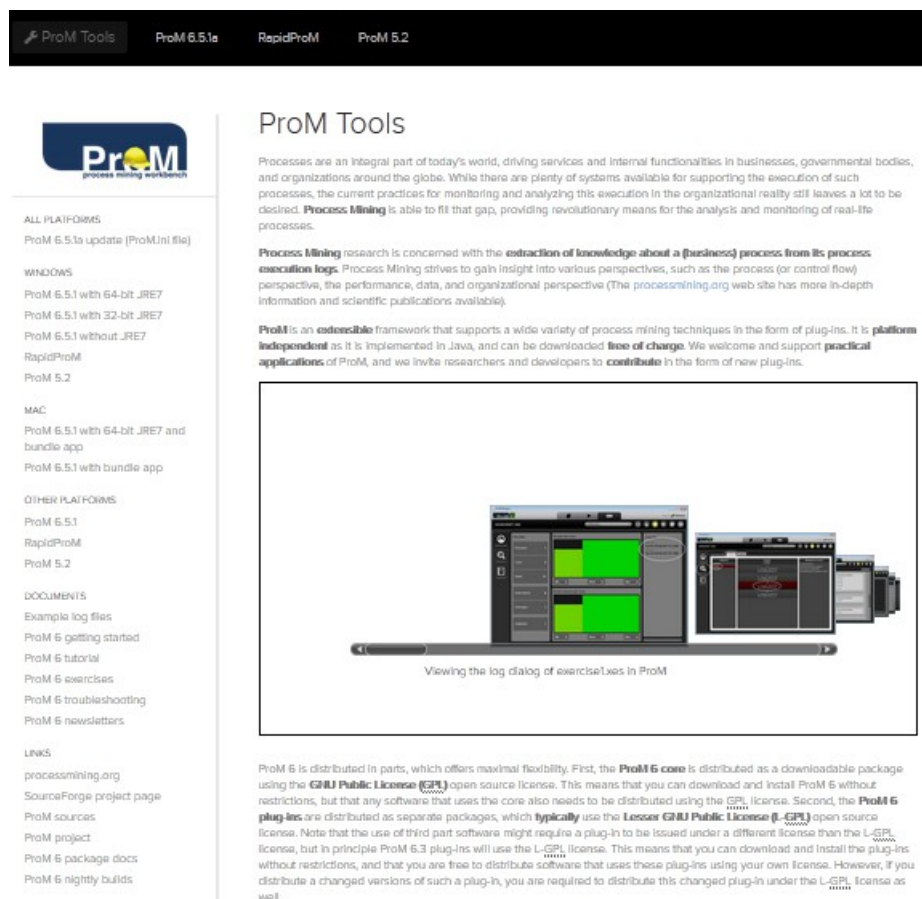 ProM Tools ProM 6.5.1a RapidProM ProM 5.2
ProM
process mining workbench
ALL PLATFORMS
ProM 6.5.1a update (ProM.ini file)
WINDOWS
ProM 6.5.1 with 64-bit JRE7
ProM 6.5.1 with 32-bit JRE7
ProM 6.5.1 without JRE7
RapidProM
ProM 5.2
MAC
ProM 6.5.1 with 64-bit JRE7 and
bundle app
ProM 6.5.1 with bundle app
OTHER PLATFORMS
ProM 6.5.1
RapidProM
ProM 5.2
DOCUMENTS
Example log files
ProM 6 getting started
ProM 6 tutorial
ProM 6 exercises
ProM 6 troubleshooting
ProM 6 newsletters
LINKS
processmining.org
SourceForge project page
ProM sources
ProM project
ProM 6 package docs
ProM 6 nightly builds
ProM Tools
Processes are an integral part of today's world, driving services and internal functionalities in businesses, governmental bodies,
and organizations around the globe. While there are plenty of systems available for supporting the execution of such
processes, the current practices for monitoring and analyzing this execution in the organizational reality still leaves a lot to be
desired. Process Mining is able to fill that gap, providing revolutionary means for the analysis and monitoring of real-life
processes.
Process Mining research is concerned with the extraction of knowledge about a (business) process from its process
execution logs. Process Mining strives to gain insight into various perspectives, such as the process (or control flow)
perspective, the performance, data, and organizational perspective (The processmining.org web site has more in-depth
information and scientific publications available).
ProM is an extensible framework that supports a wide variety of process mining techniques in the form of plug-ins. It is platform
independent as it is implemented in Java, and can be downloaded free of charge. We welcome and support practical
applications of ProM, and we invite researchers and developers to contribute in the form of new plug-ins.
Viewing the log dialog of exercise1.xes in ProM
ProM 6 is distributed in parts, which offers maximal flexibility. First, the ProM 6 core is distributed as a downloadable package
using the GNU Public License (GPL) open source license. This means that you can download and install ProM 6 without
restrictions, but that any software that uses the core also needs to be distributed using the GPL license. Second, the ProM 6
plug-ins are distributed as separate packages, which typically use the Lesser GNU Public License (L-GPL) open source
license. Note that the use of third part software might require a plug-in to be issued under a different license than the L-GPL
license, but in principle ProM 6.3 plug-ins will use the L-GPL license. This means that you can download and install the plug-ins
without restrictions, and that you are free to distribute software that uses these plug-ins using your own license. However, if you
distribute a changed versions of such a plug-in, you are required to distribute this changed plug-in under the L-GPL license as
well